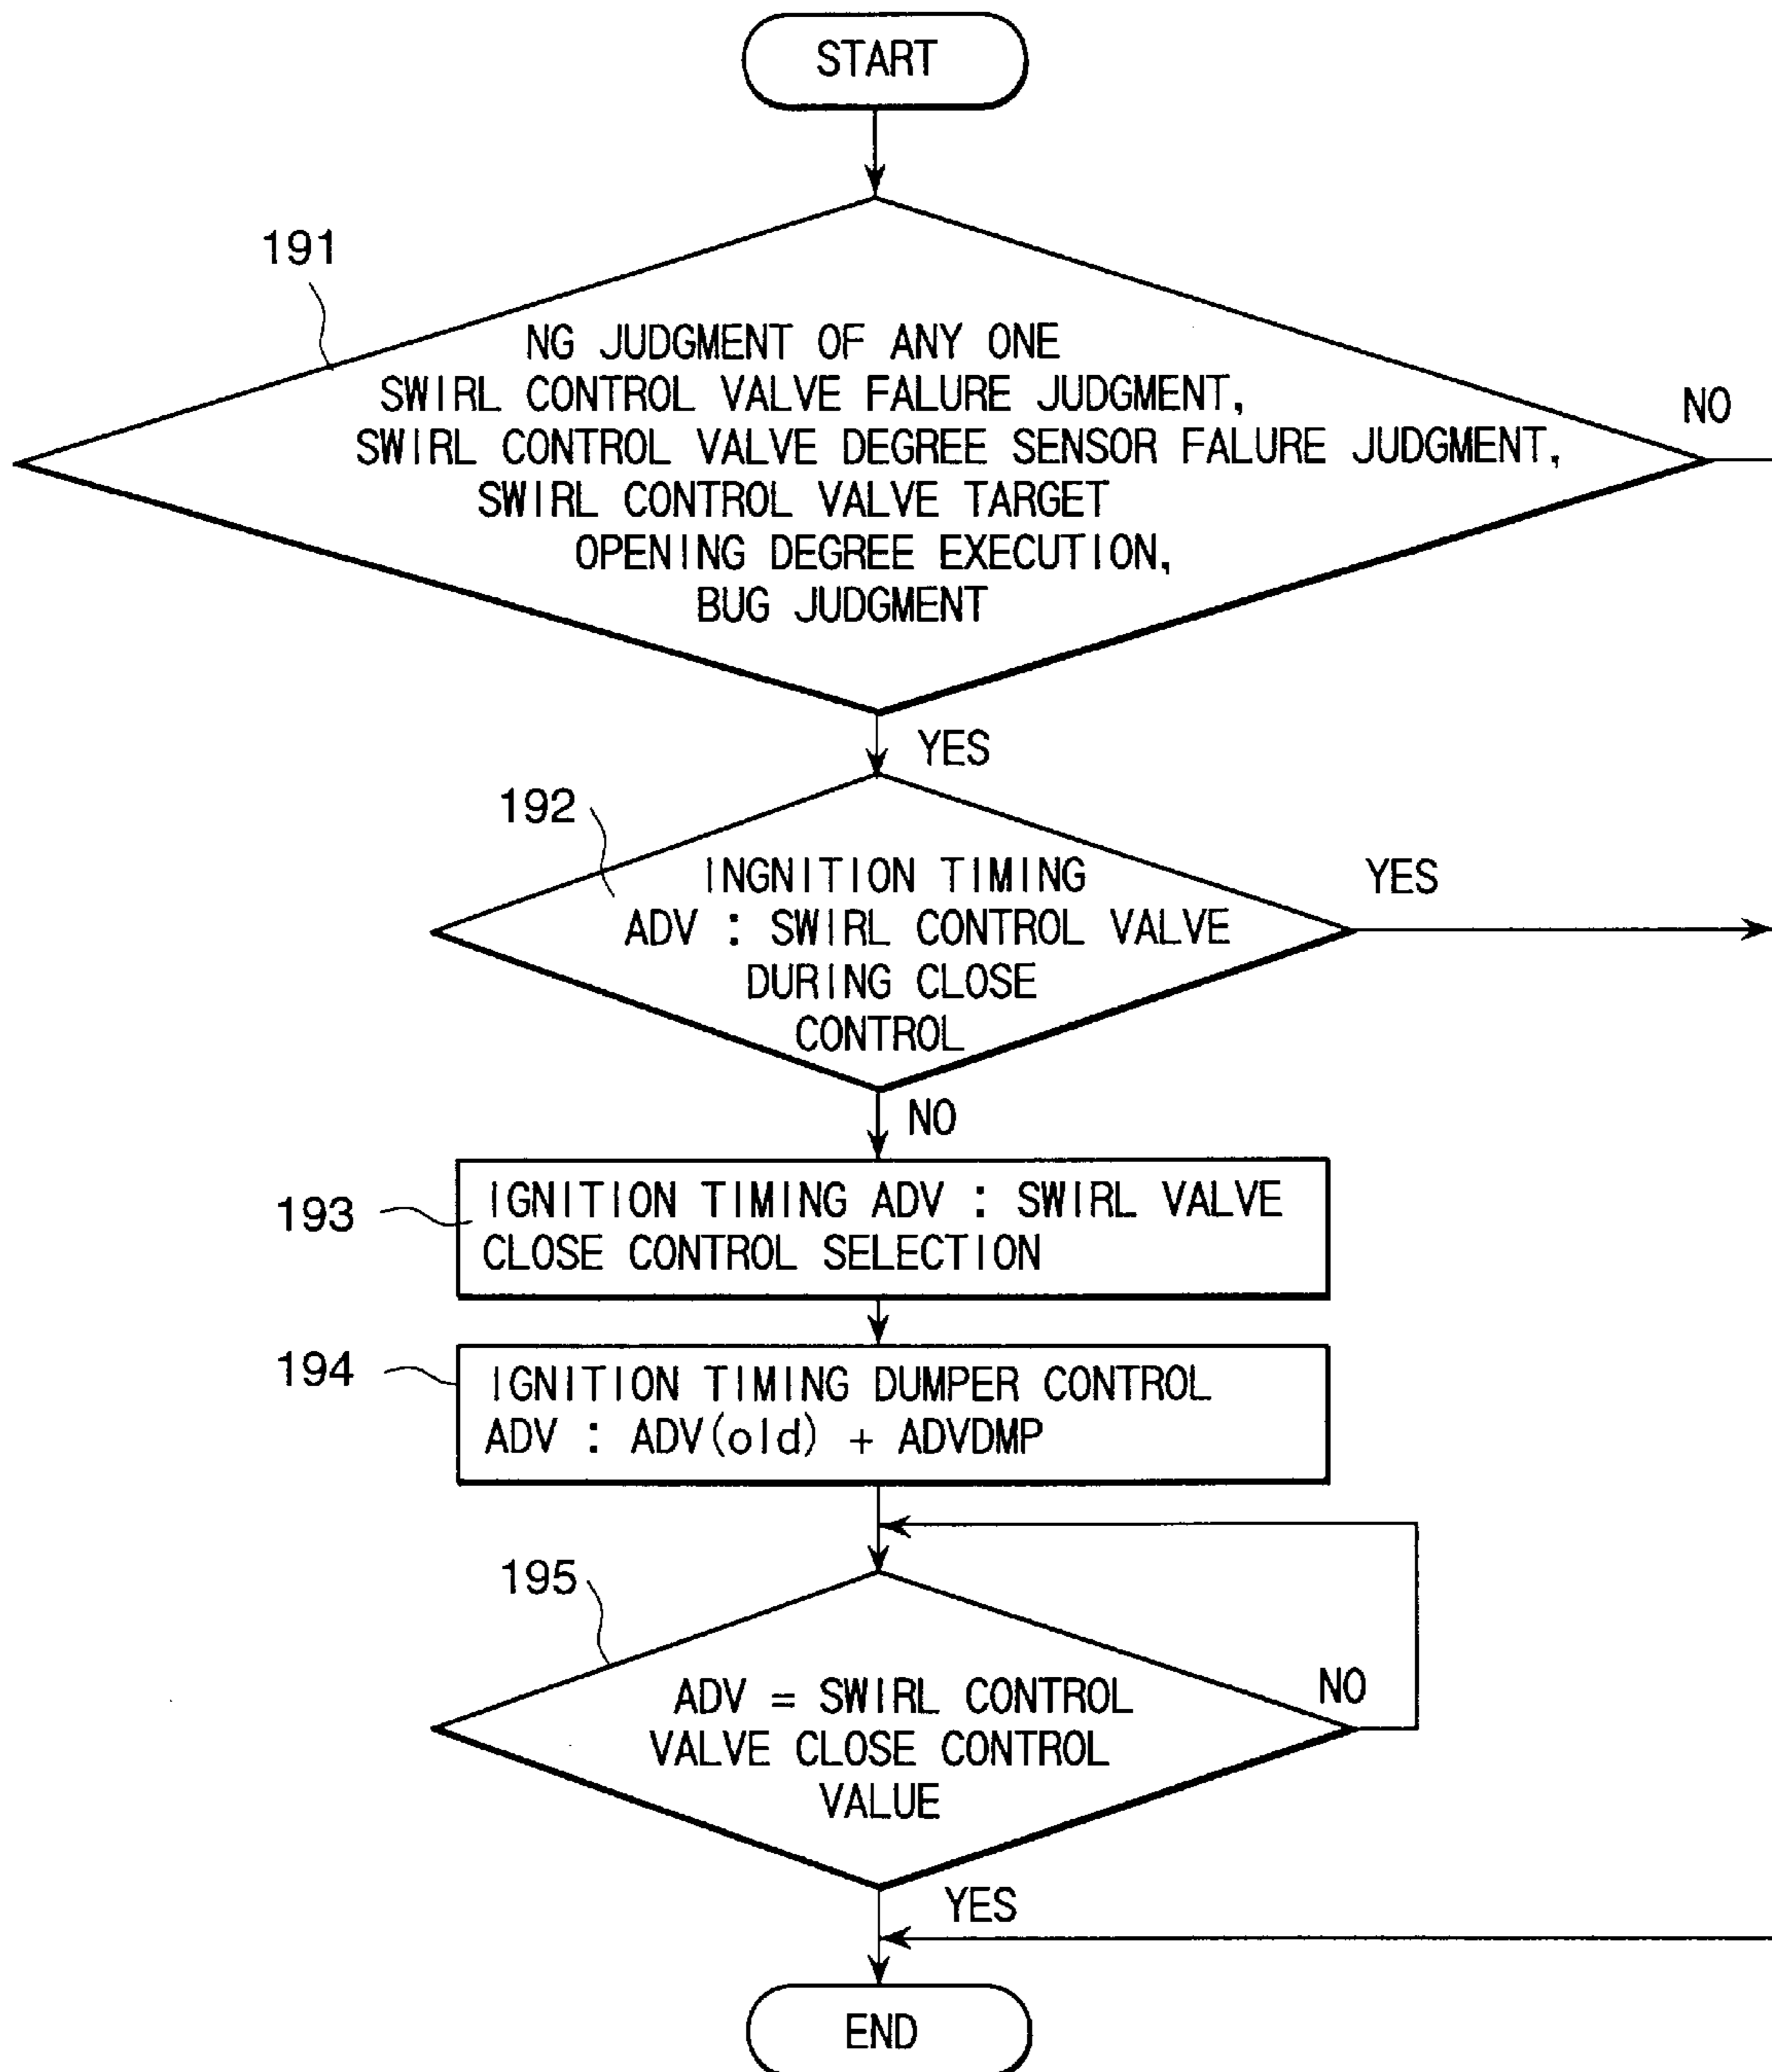 START
191
NG JUDGMENT OF ANY ONE
SWIRL CONTROL VALVE FALURE JUDGMENT,
SWIRL CONTROL VALVE DEGREE SENSOR FALURE JUDGMENT,
SWIRL CONTROL VALVE TARGET
OPENING DEGREE EXECUTION,
BUG JUDGMENT
NO
YES
192
INGNITION TIMING
ADV : SWIRL CONTROL VALVE
DURING CLOSE
CONTROL
YES
NO
193
IGNITION TIMING ADV : SWIRL VALVE
CLOSE CONTROL SELECTION
194
IGNITION TIMING DUMPER CONTROL
ADV : ADV(old) + ADVDMP
195
ADV = SWIRL CONTROL
VALVE CLOSE CONTROL
VALUE
NO
YES
END